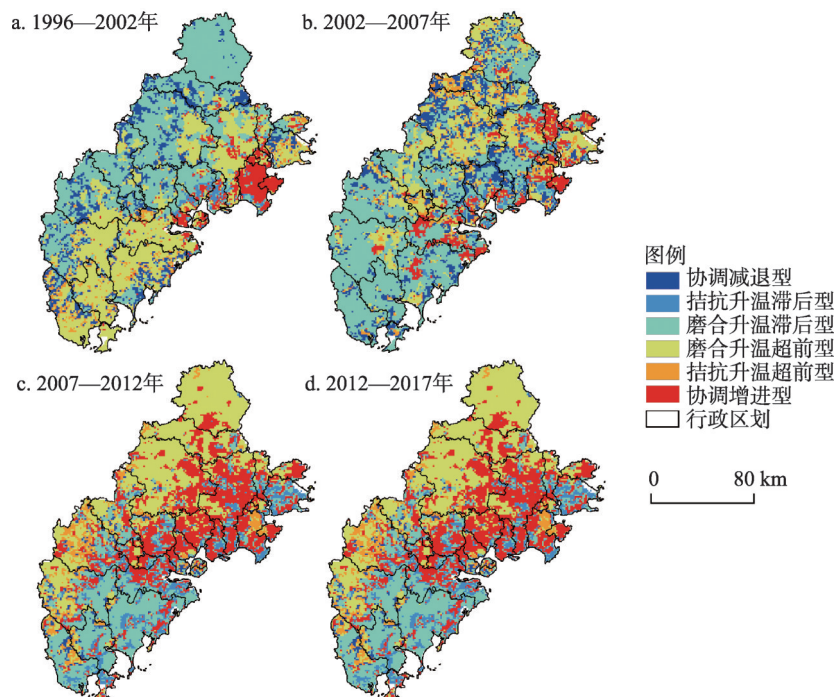 a. 1996—2002年
b. 2002—2007年
图例
协调减退型
拮抗升温滞后型
磨合升温滞后型
磨合升温超前型
拮抗升温超前型
协调增进型
行政区划
c. 2007—2012年
d. 2012—2017年
0 80 km